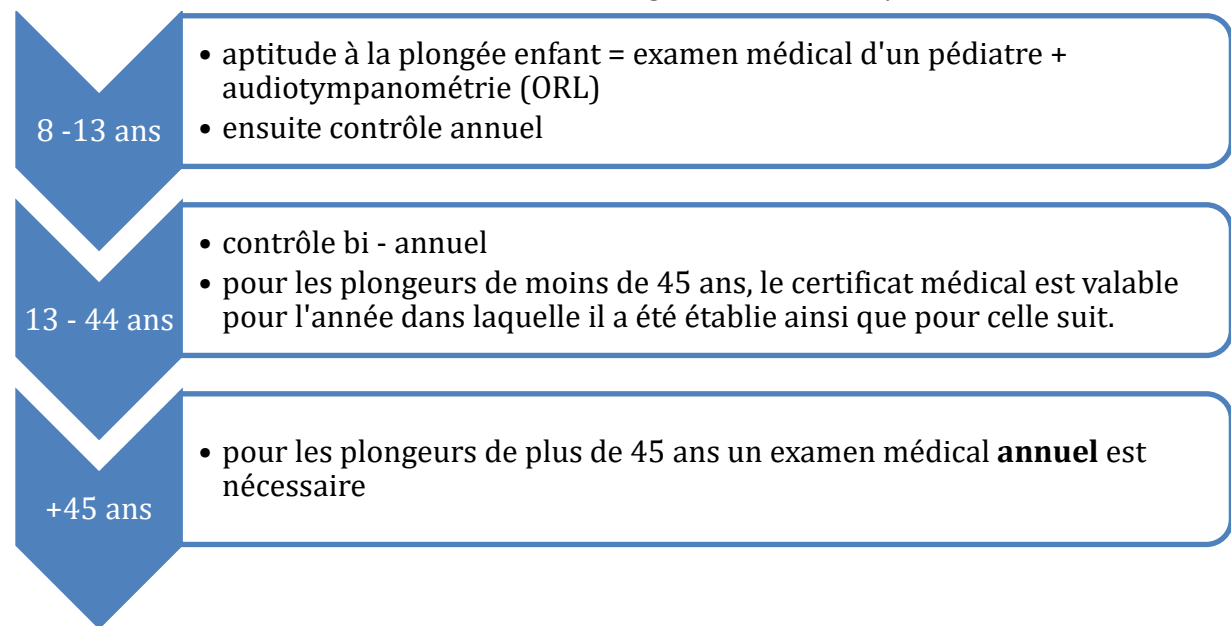 8 -13 ans
• aptitude à la plongée enfant = examen médical d'un pédiatre +
audiotympanométrie (ORL)
• ensuite contrôle annuel
13 - 44 ans
• contrôle bi - annuel
• pour les plongeurs de moins de 45 ans, le certificat médical est valable
pour l'année dans laquelle il a été établie ainsi que pour celle suit.
+45 ans
• pour les plongeurs de plus de 45 ans un examen médical annuel est
nécessaire